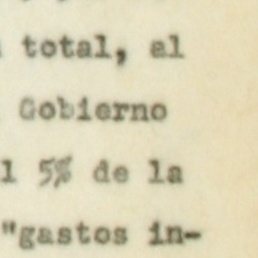 total, al
Gobierno
l 5% de la
"gastos in-